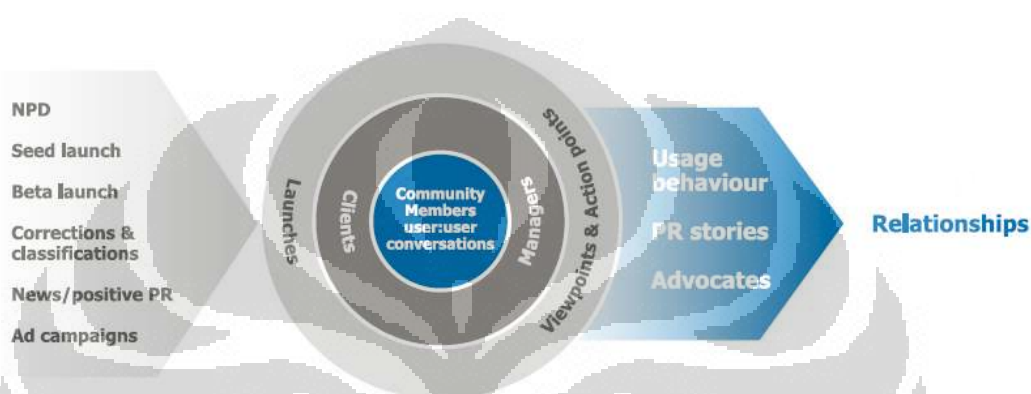 NPD
Seed launch
Beta launch
Corrections &
classifications
News/positive PR
Ad campaigns
Launches
Clients
Community
Members
user:user
conversations
Managers
Viewpoints & Action points
Usage
behaviour
PR stories
Advocates
Relationships